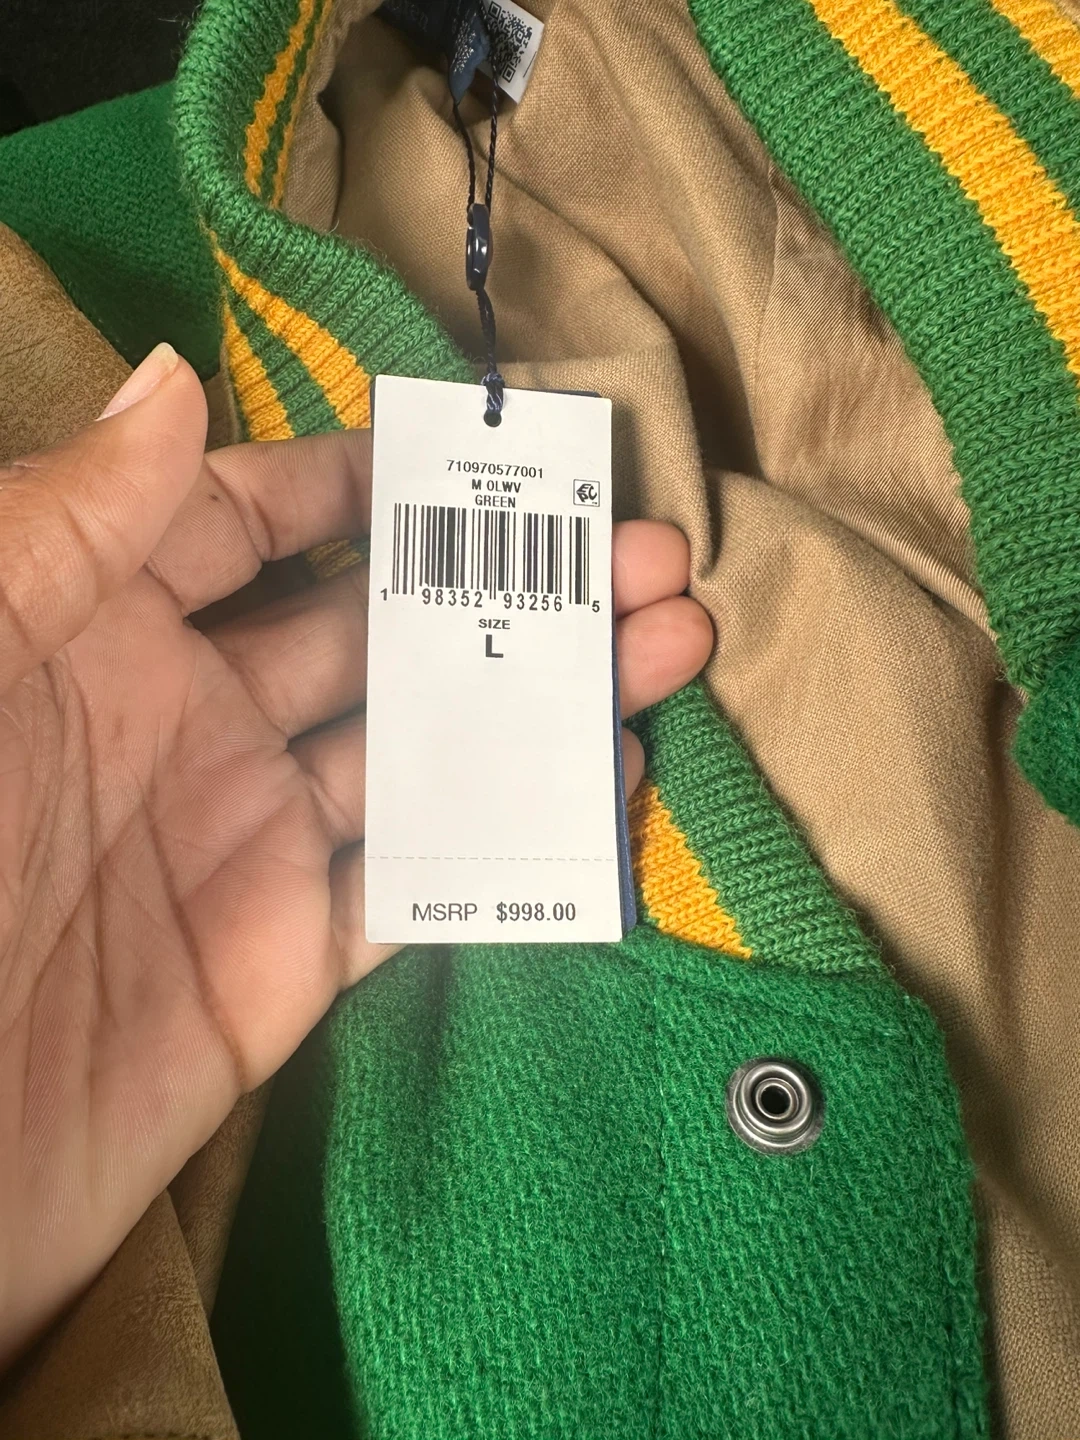 710970577001
M OLWV
GREEN
1 98352 93256 5
SIZE
L
MSRP $998.00